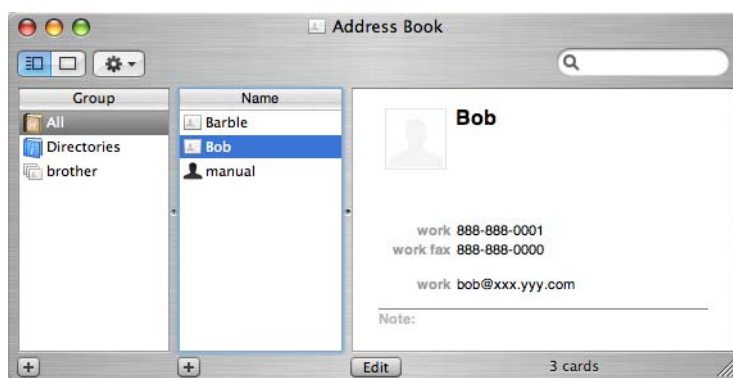 Address Book
Group
All
Directories
brother
Name
Barble
Bob
manual
Bob
work 888-888-0001
work fax 888-888-0000
work bob@xxx.yyy.com
Note:
Edit
3 cards